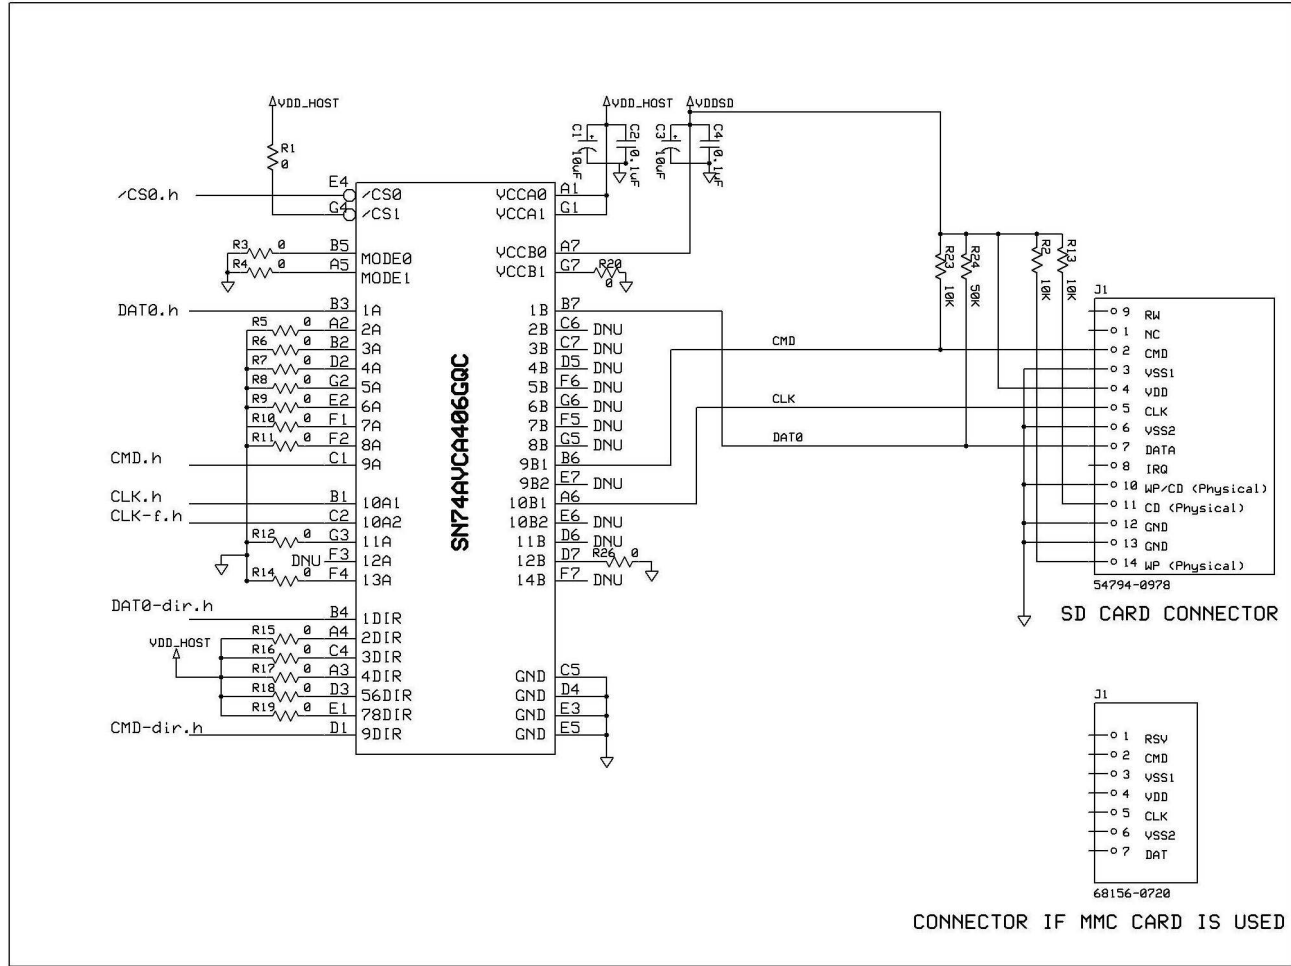 VDD_HOST
R1
0
VDD_HOST
VDDSD
C1
10uF
C2
0.1uF
C3
10uF
C4
0.1uF
/CS0.h
E4
/CS0
G4
/CS1
VCCA0
A1
VCCA1
G1
R3 0
B5
MODE0
R4 0
A5
MODE1
VCCB0
A7
VCCB1
G7
R20
0
R23
10K
R24
50K
R2
10K
R13
10K
DAT0.h
B3
1A
R5 0
A2
2A
R6 0
B2
3A
R7 0
D2
4A
R8 0
G2
5A
R9 0
E2
6A
R10 0
F1
7A
R11 0
F2
8A
CMD.h
C1
9A
CLK.h
B1
10A1
CLK-f.h
C2
10A2
R12 0
G3
11A
DNU
F3
12A
R14 0
F4
13A
DAT0-dir.h
B4
1DIR
VDD_HOST
R15 0
A4
2DIR
R16 0
C4
3DIR
R17 0
A3
4DIR
R18 0
D3
56DIR
R19 0
E1
78DIR
CMD-dir.h
D1
9DIR
SN74AVCA406GQC
1B
B7
2B
C6
DNU
3B
C7
DNU
4B
D5
DNU
5B
F6
DNU
6B
G6
DNU
7B
F5
DNU
8B
G5
DNU
9B1
B6
9B2
E7
DNU
10B1
A6
10B2
E6
DNU
11B
D6
DNU
12B
D7
R26 0
14B
F7
DNU
GND
C5
GND
D4
GND
E3
GND
E5
CMD
CLK
DAT0
J1
9 RW
1 NC
2 CMD
3 VSS1
4 VDD
5 CLK
6 VSS2
7 DATA
8 IRQ
10 WP/CD (Physical)
11 CD (Physical)
12 GND
13 GND
14 WP (Physical)
54794-0978
SD CARD CONNECTOR
J1
1 RSV
2 CMD
3 VSS1
4 VDD
5 CLK
6 VSS2
7 DAT
68156-0720
CONNECTOR IF MMC CARD IS USED